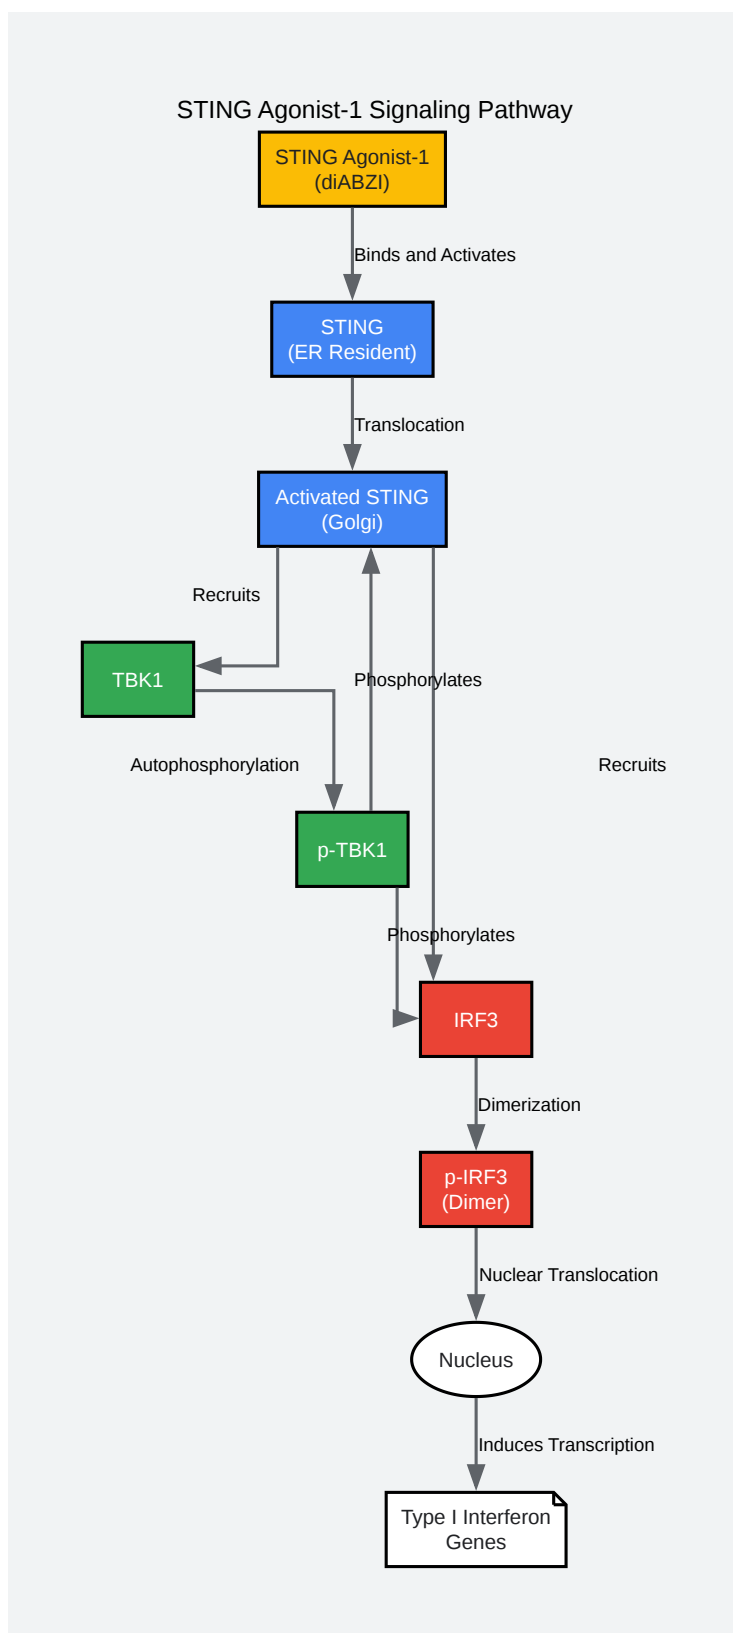 STING Agonist-1 Signaling Pathway
STING Agonist-1
(diABZI)
Binds and Activates
STING
(ER Resident)
Translocation
Activated STING
(Golgi)
Recruits
TBK1
Phosphorylates
Autophosphorylation
Recruits
p-TBK1
Phosphorylates
IRF3
Dimerization
p-IRF3
(Dimer)
Nuclear Translocation
Nucleus
Induces Transcription
Type I Interferon
Genes